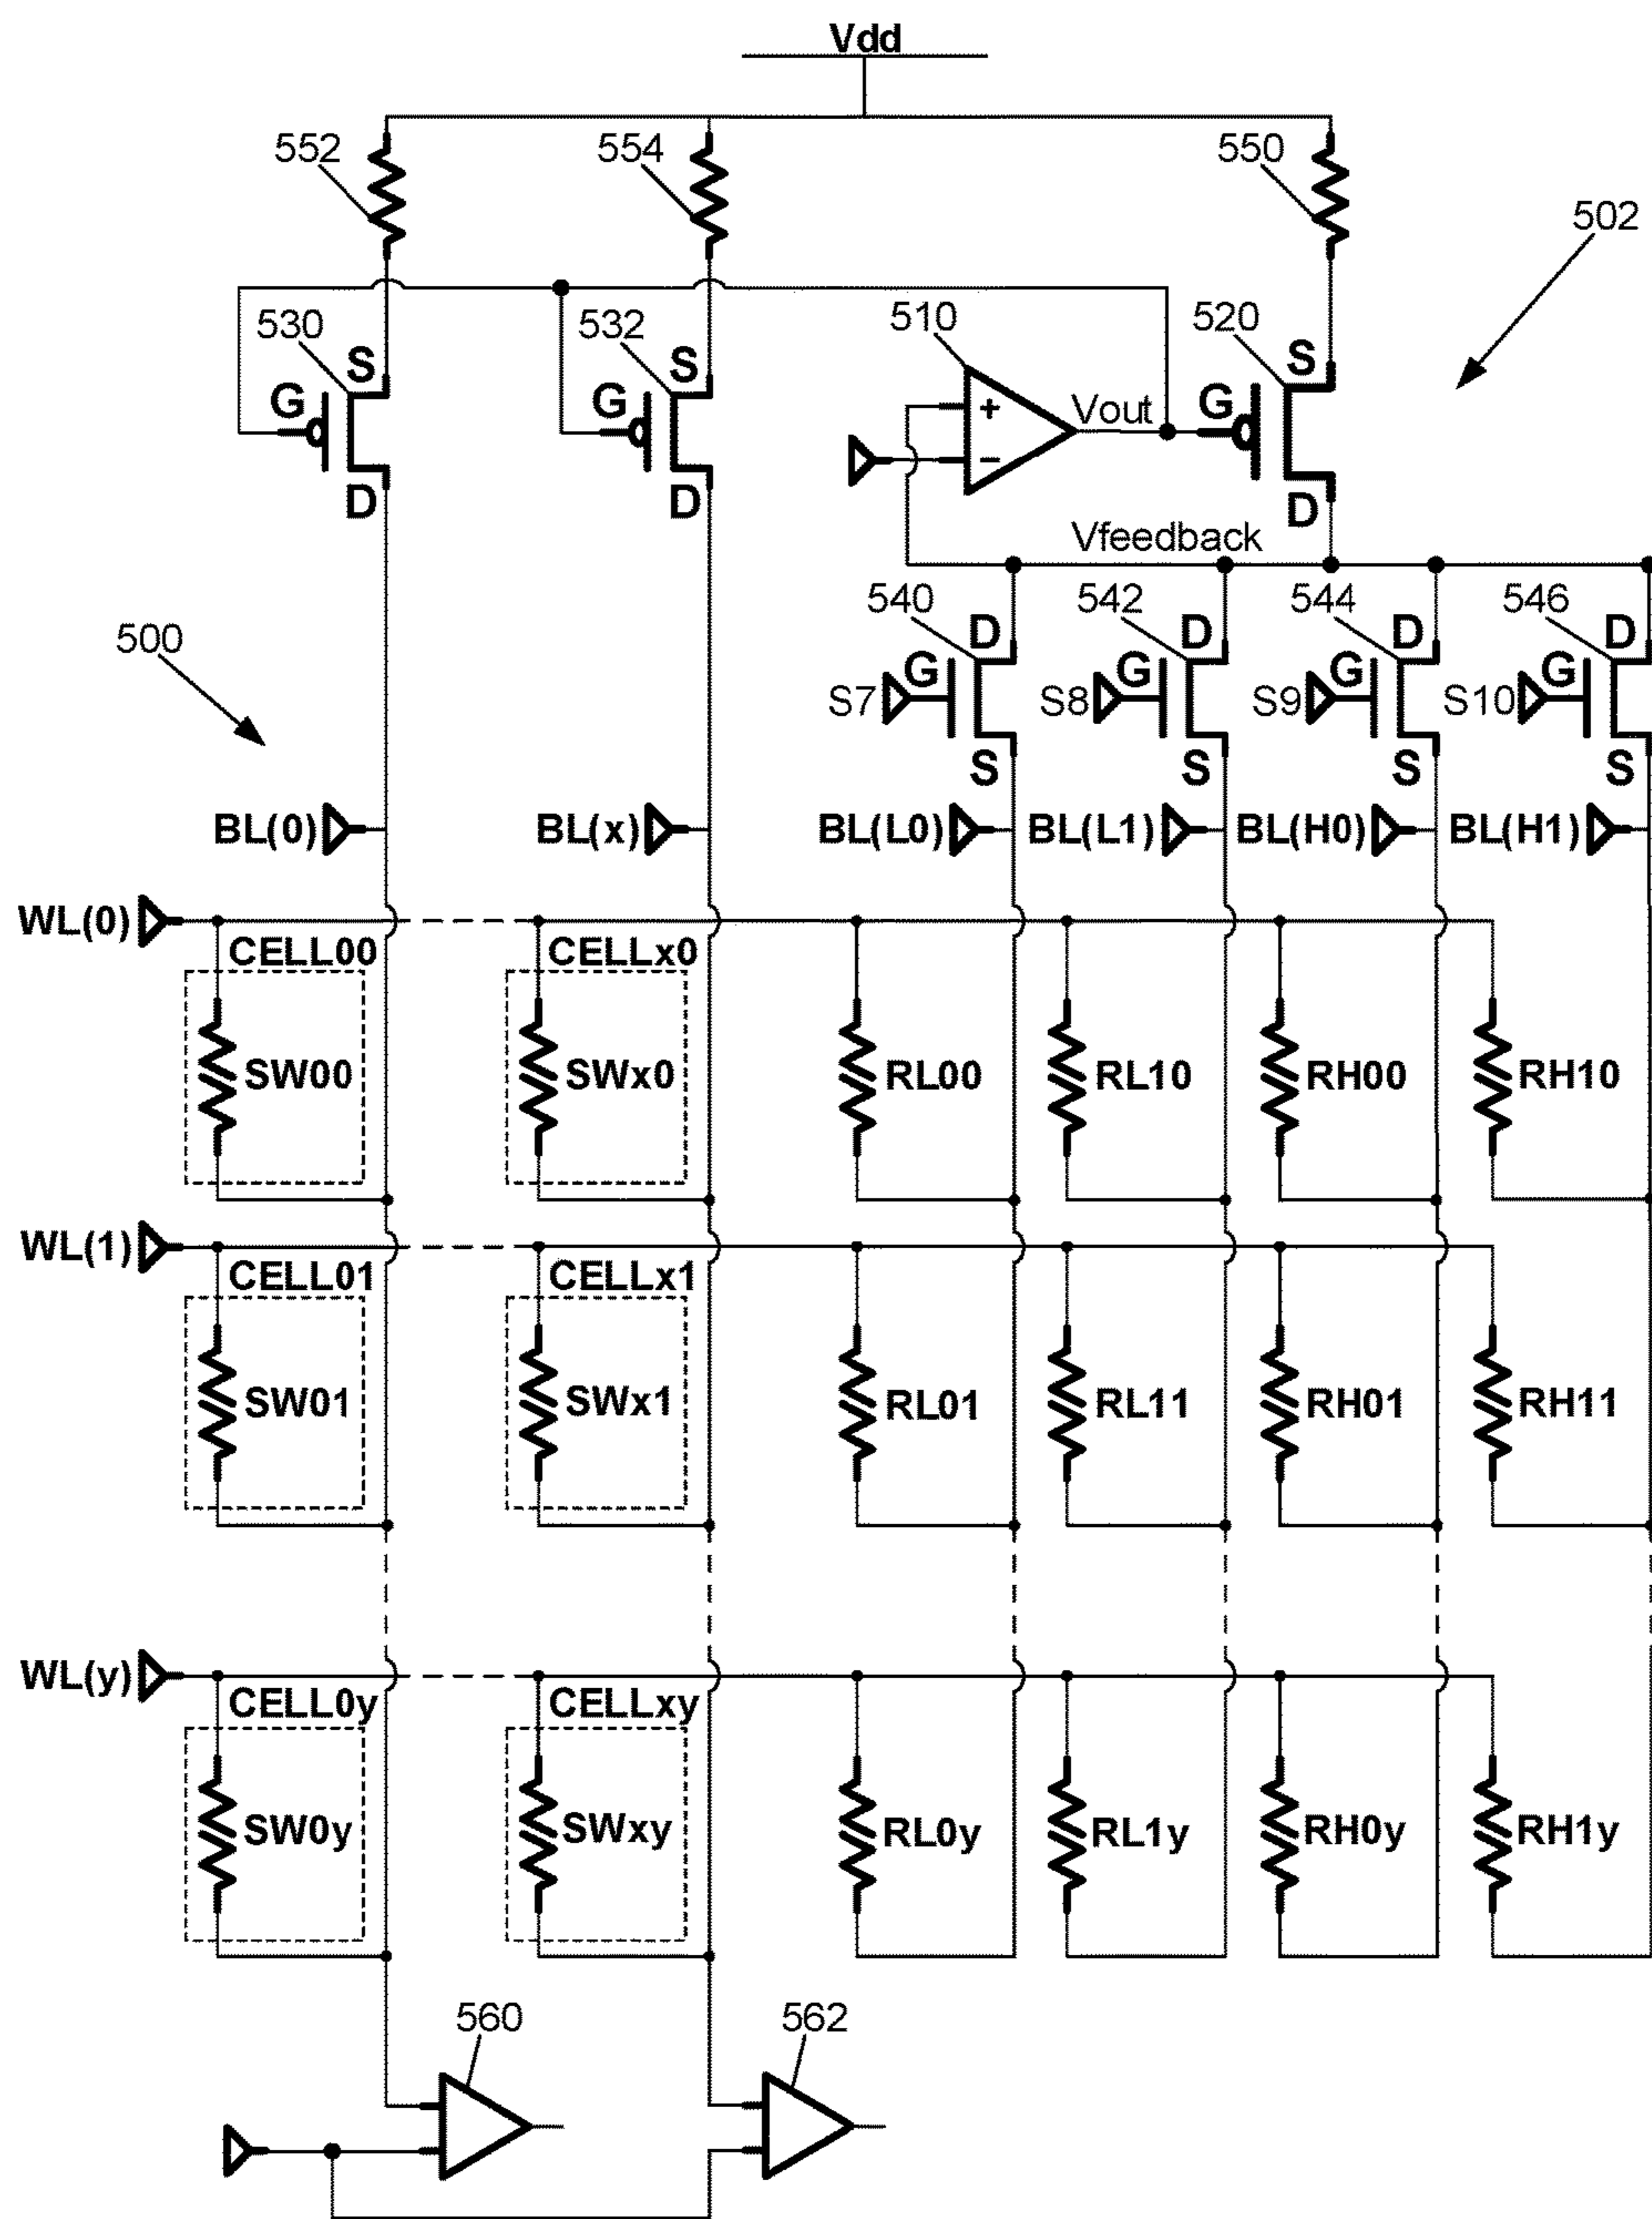 Vdd
552
554
550
502
530
532
510
520
S
S
S
G
G
+
Vout
G
−
D
D
D
Vfeedback
540
542
544
546
500
D
D
D
D
G
G
G
G
S7
S8
S9
S10
S
S
S
S
BL(0)
BL(x)
BL(L0)
BL(L1)
BL(H0)
BL(H1)
WL(0)
CELL00
CELLx0
SW00
SWx0
RL00
RL10
RH00
RH10
WL(1)
CELL01
CELLx1
SW01
SWx1
RL01
RL11
RH01
RH11
WL(y)
CELL0y
CELLxy
SW0y
SWxy
RL0y
RL1y
RH0y
RH1y
560
562